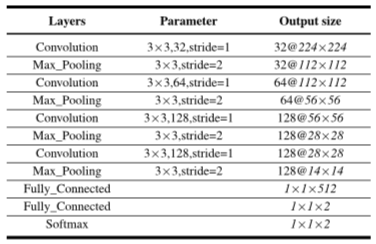 Layers Parameter Output size
Convolution 3×3,32,stride=1 32@224×224
Max_Pooling 3×3,stride=2 32@112×112
Convolution 3×3,64,stride=1 64@112×112
Max_Pooling 3×3,stride=2 64@56×56
Convolution 3×3,128,stride=1 128@56×56
Max_Pooling 3×3,stride=2 128@28×28
Convolution 3×3,128,stride=1 128@28×28
Max_Pooling 3×3,stride=2 128@14×14
Fully_Connected 1×1×512
Fully_Connected 1×1×2
Softmax 1×1×2